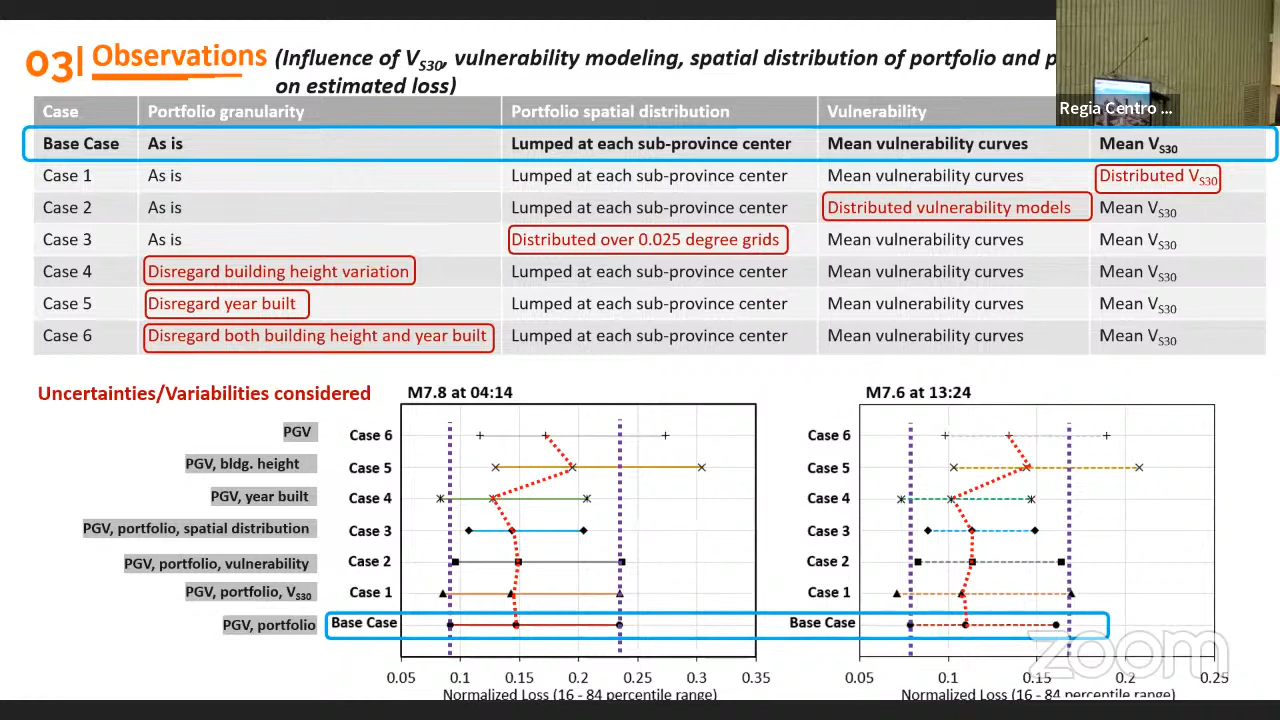 03| Observations (Influence of VS30, vulnerability modeling, spatial distribution of portfolio and p
on estimated loss)
Regia Centro ...
Case Portfolio granularity Portfolio spatial distribution Vulnerability
Base Case As is Lumped at each sub-province center Mean vulnerability curves Mean VS30
Case 1 As is Lumped at each sub-province center Mean vulnerability curves Distributed VS30
Case 2 As is Lumped at each sub-province center Distributed vulnerability models Mean VS30
Case 3 As is Distributed over 0.025 degree grids Mean vulnerability curves Mean VS30
Case 4 Disregard building height variation Lumped at each sub-province center Mean vulnerability curves Mean VS30
Case 5 Disregard year built Lumped at each sub-province center Mean vulnerability curves Mean VS30
Case 6 Disregard both building height and year built Lumped at each sub-province center Mean vulnerability curves Mean VS30
Uncertainties/Variabilities considered M7.8 at 04:14 M7.6 at 13:24
PGV Case 6 Case 6
PGV, bldg. height Case 5 Case 5
PGV, year built Case 4 Case 4
PGV, portfolio, spatial distribution Case 3 Case 3
PGV, portfolio, vulnerability Case 2 Case 2
PGV, portfolio, VS30 Case 1 Case 1
PGV, portfolio Base Case Base Case
zoom
0.05 0.1 0.15 0.2 0.25 0.3 0.35 0.05 0.1 0.15 0.2 0.25
Normalized Loss (16 - 84 percentile range) Normalized Loss (16 - 84 percentile range)